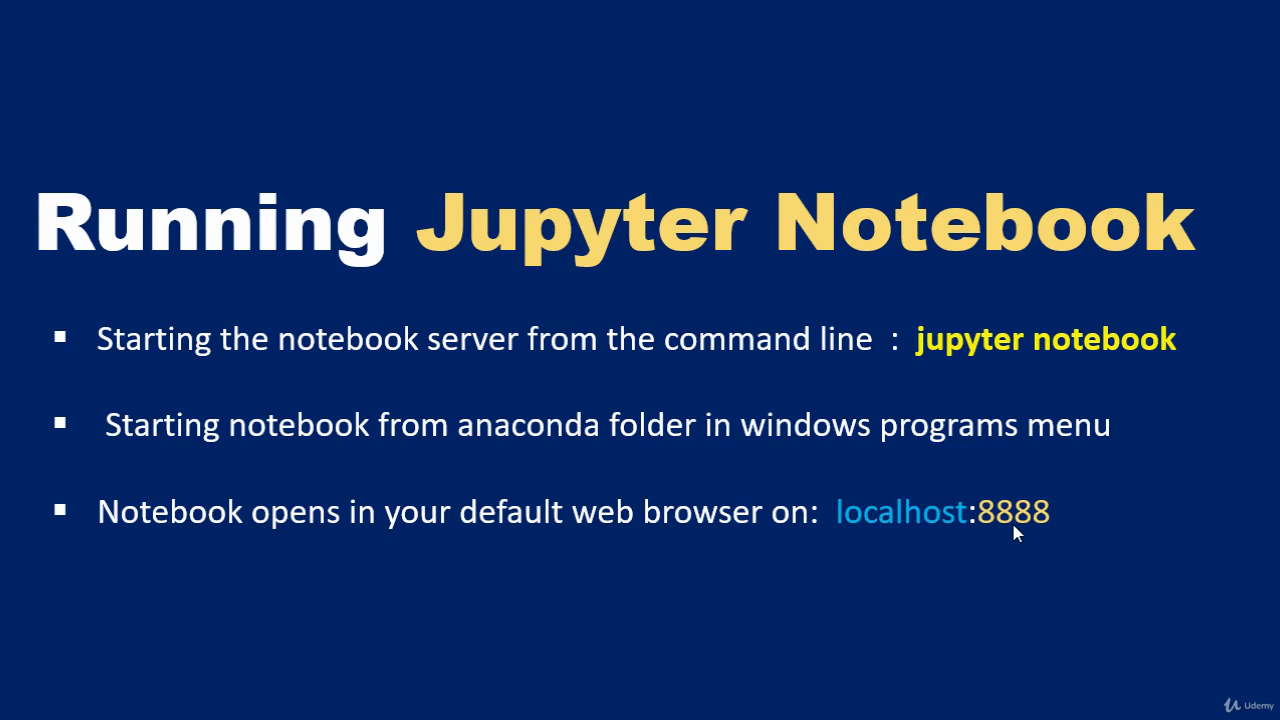 Running Jupyter Notebook
▪ Starting the notebook server from the command line : jupyter notebook
▪ Starting notebook from anaconda folder in windows programs menu
▪ Notebook opens in your default web browser on: localhost:8888
Udemy